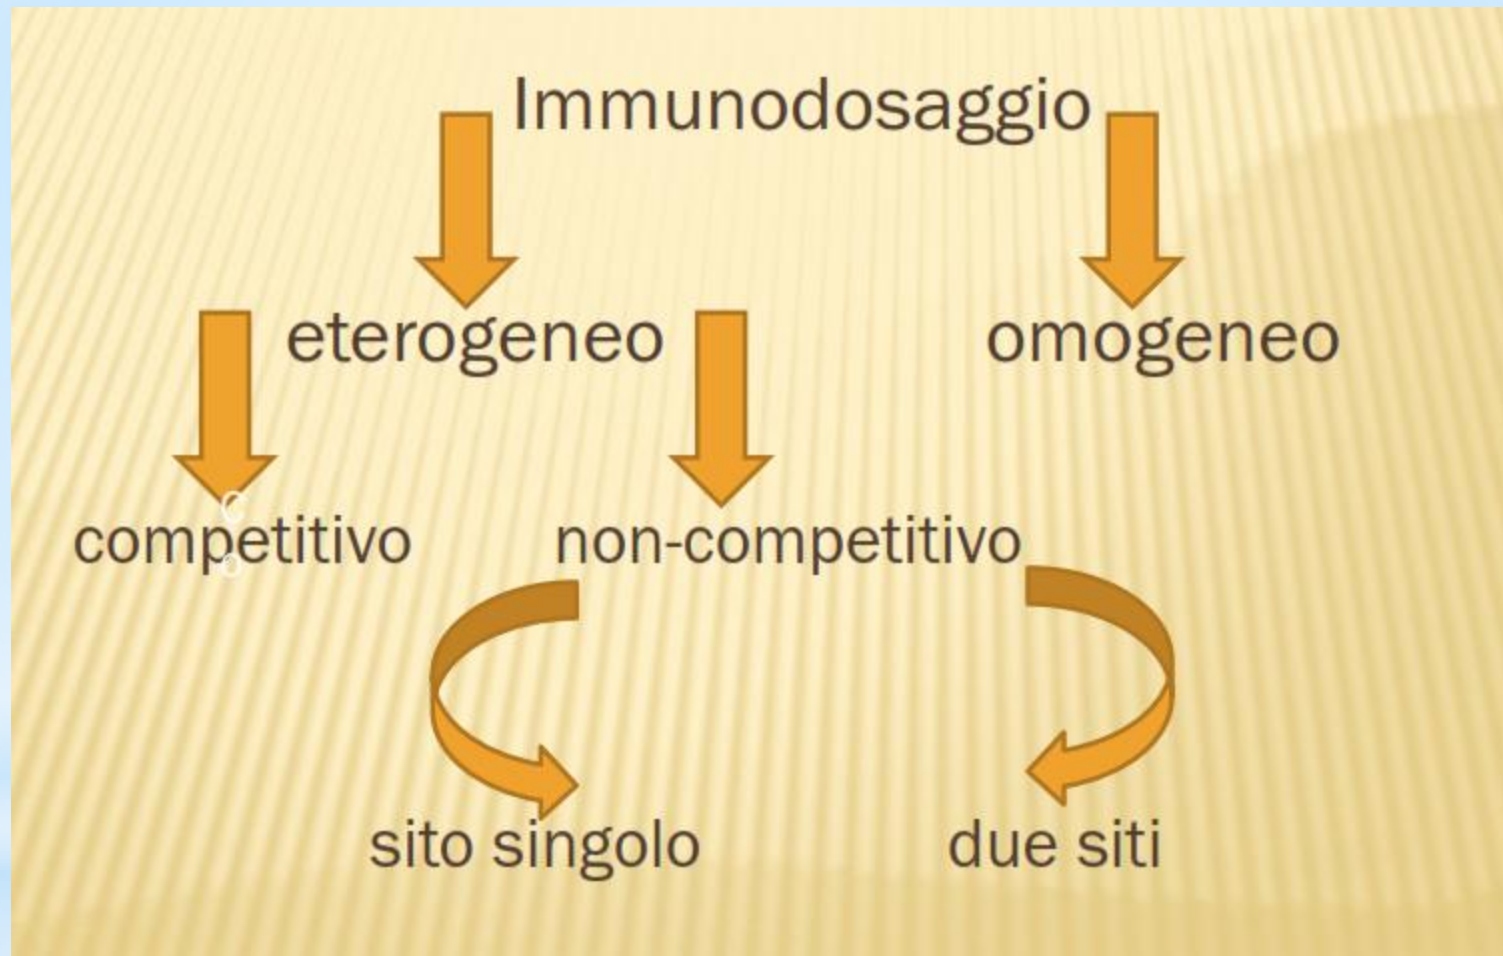 Immunodosaggio
eterogeneo
omogeneo
competitivo
non-competitivo
C
o
sito singolo
due siti